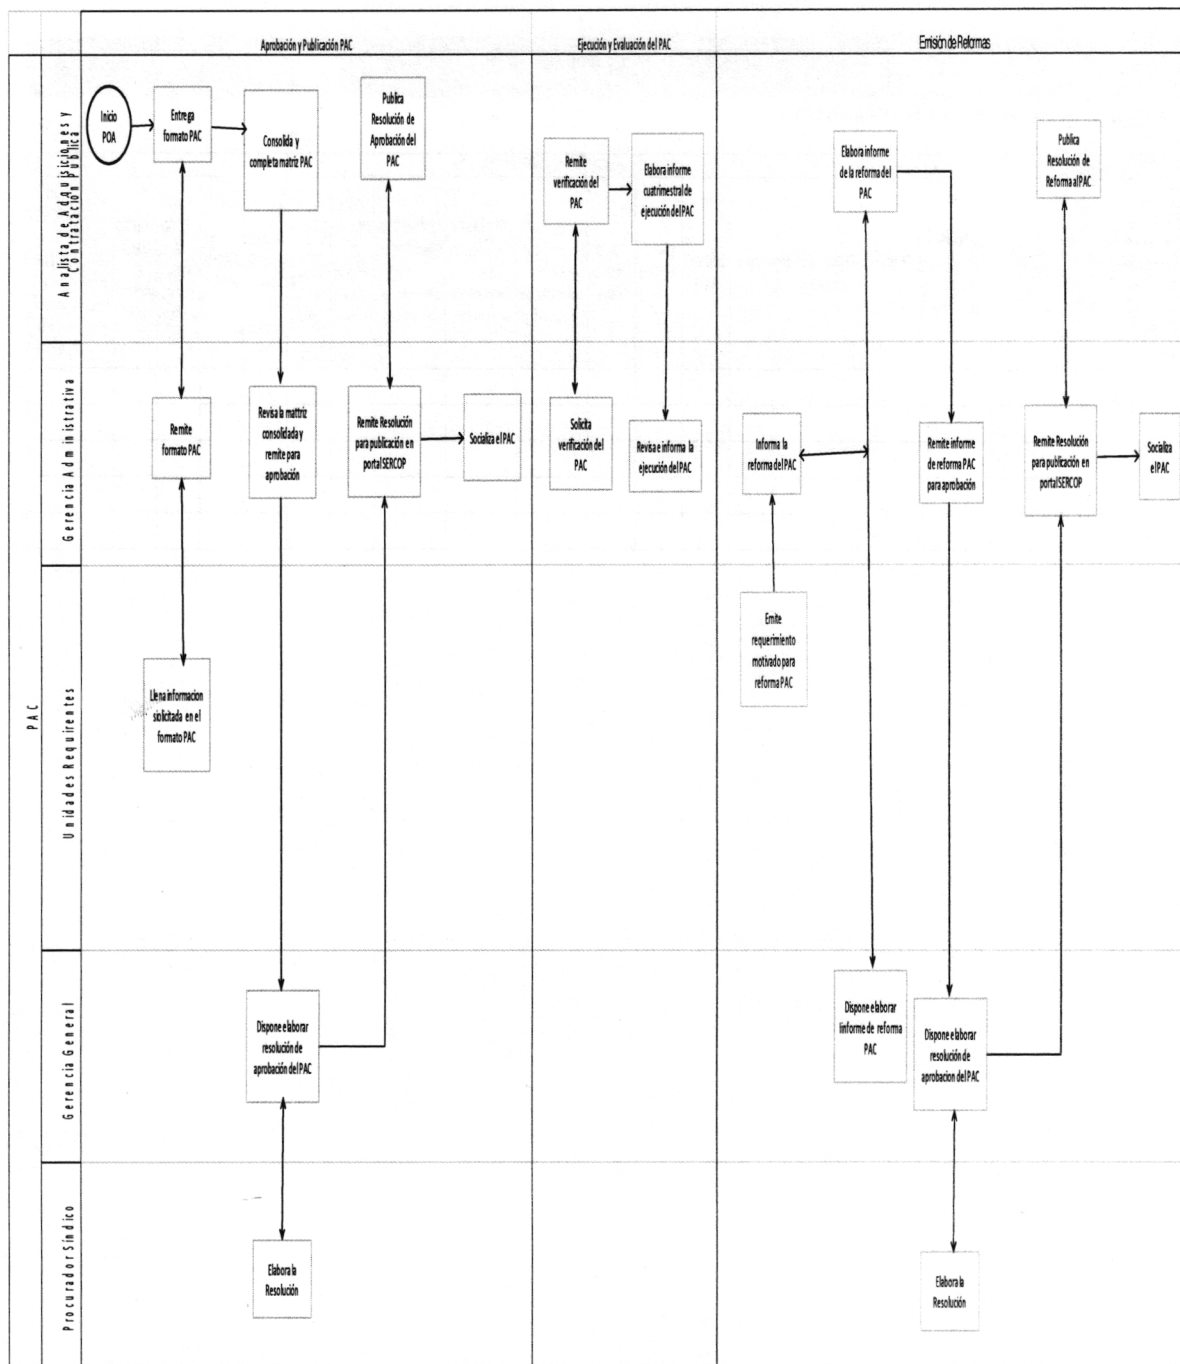 Aprobación y Publicación PAC
Ejecución y Evaluación del PAC
Emisión de Reformas
PAC
Analista de Adquisiciones y
Contratación Pública
Inicio
POA
Entrega
formato PAC
Consolida y
completa matriz PAC
Publica
Resolución de
Aprobación del
PAC
Remite
verificación del
PAC
Elabora informe
cuatrimestral de
ejecución del PAC
Elabora informe
de la reforma del
PAC
Publica
Resolución de
Reforma al PAC
Gerencia Administrativa
Remite
formato PAC
Revisa la mattriz
consolidada y
remite para
aprobación
Remite Resolución
para publicación en
portal SERCOP
Socializa el PAC
Solicita
verificación del
PAC
Revisa e informa la
ejecución del PAC
Informa la
reforma del PAC
Remite informe
de reforma PAC
para aprobación
Remite Resolución
para publicación en
portal SERCOP
Socializa
el PAC
Unidades Requirentes
Llena informacion
siolicitada en el
formato PAC
Emite
requerimiento
motivado para
reforma PAC
Gerencia General
Dispone elaborar
resolución de
aprobación del PAC
Dispone elaborar
Iinforme de reforma
PAC
Dispone elaborar
resolución de
aprobacion del PAC
Procurador Síndico
Elabora la
Resolución
Elabora la
Resolución